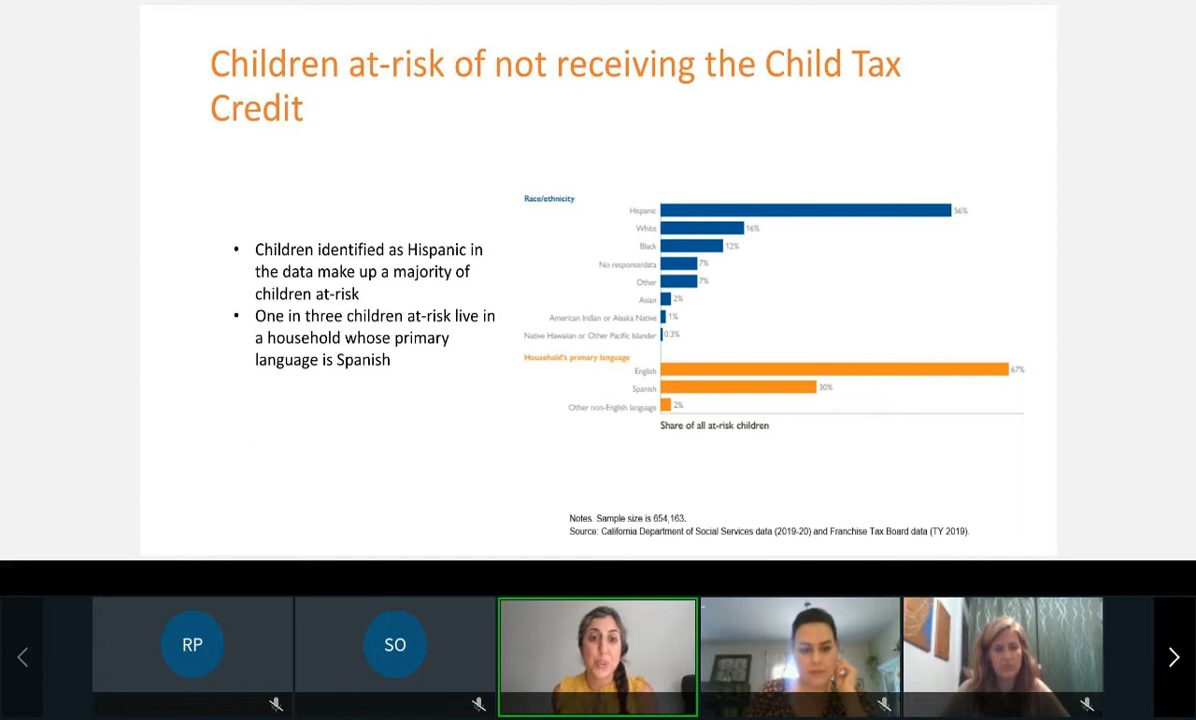 Children at-risk of not receiving the Child Tax
Credit
• Children identified as Hispanic in
the data make up a majority of
children at-risk
• One in three children at-risk live in
a household whose primary
language is Spanish
Race/ethnicity
Hispanic 56%
White 16%
Black 12%
No response/data 7%
Other 7%
Asian 2%
American Indian or Alaska Native 1%
Native Hawaiian or Other Pacific Islander 0.3%
Household's primary language
English 67%
Spanish 30%
Other non-English language 2%
Share of all at-risk children
Notes. Sample size is 654,163.
Source: California Department of Social Services data (2019-20) and Franchise Tax Board data (TY 2019).
RP
SO